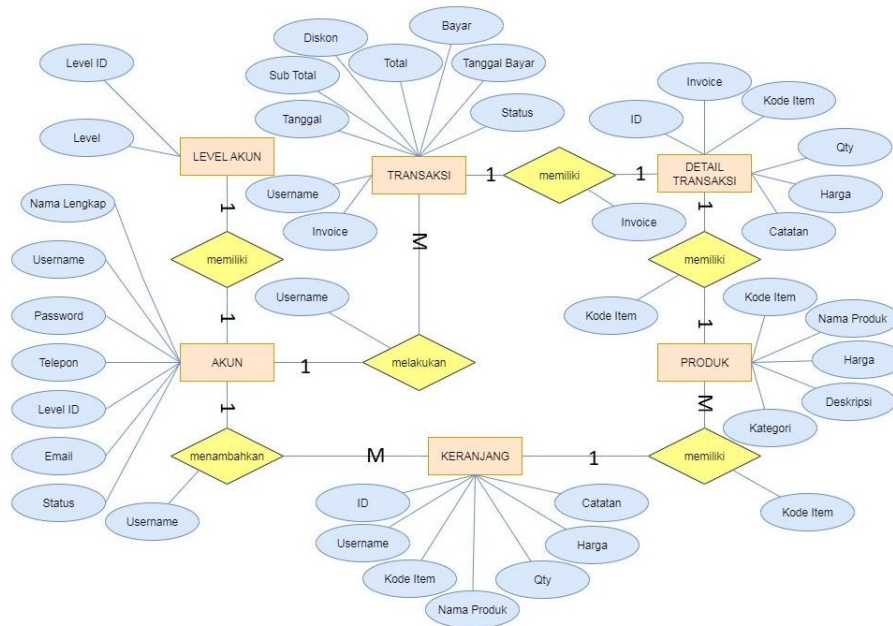 Bayar
Diskon
Total
Tanggal Bayar
Level ID
Sub Total
Invoice
Kode Item
Status
ID
Tanggal
Level
Qty
LEVEL AKUN
TRANSAKSI
1
memiliki
1
DETAIL
TRANSAKSI
Harga
Username
Nama Lengkap
1
Invoice
Invoice
1
Catatan
M
Username
memiliki
memiliki
Kode Item
Username
Nama Produk
Password
1
Kode Item
1
Telepon
AKUN
1
melakukan
PRODUK
Harga
Level ID
1
M
Deskripsi
Kategori
Email
menambahkan
M
KERANJANG
1
memiliki
Status
ID
Catatan
Username
Kode Item
Username
Harga
Kode Item
Qty
Nama Produk